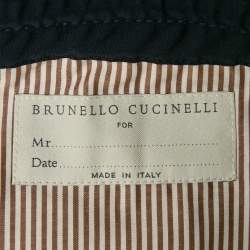 BRUNELLO CUCINELLI
FOR
Mr.
Date
MADE IN ITALY